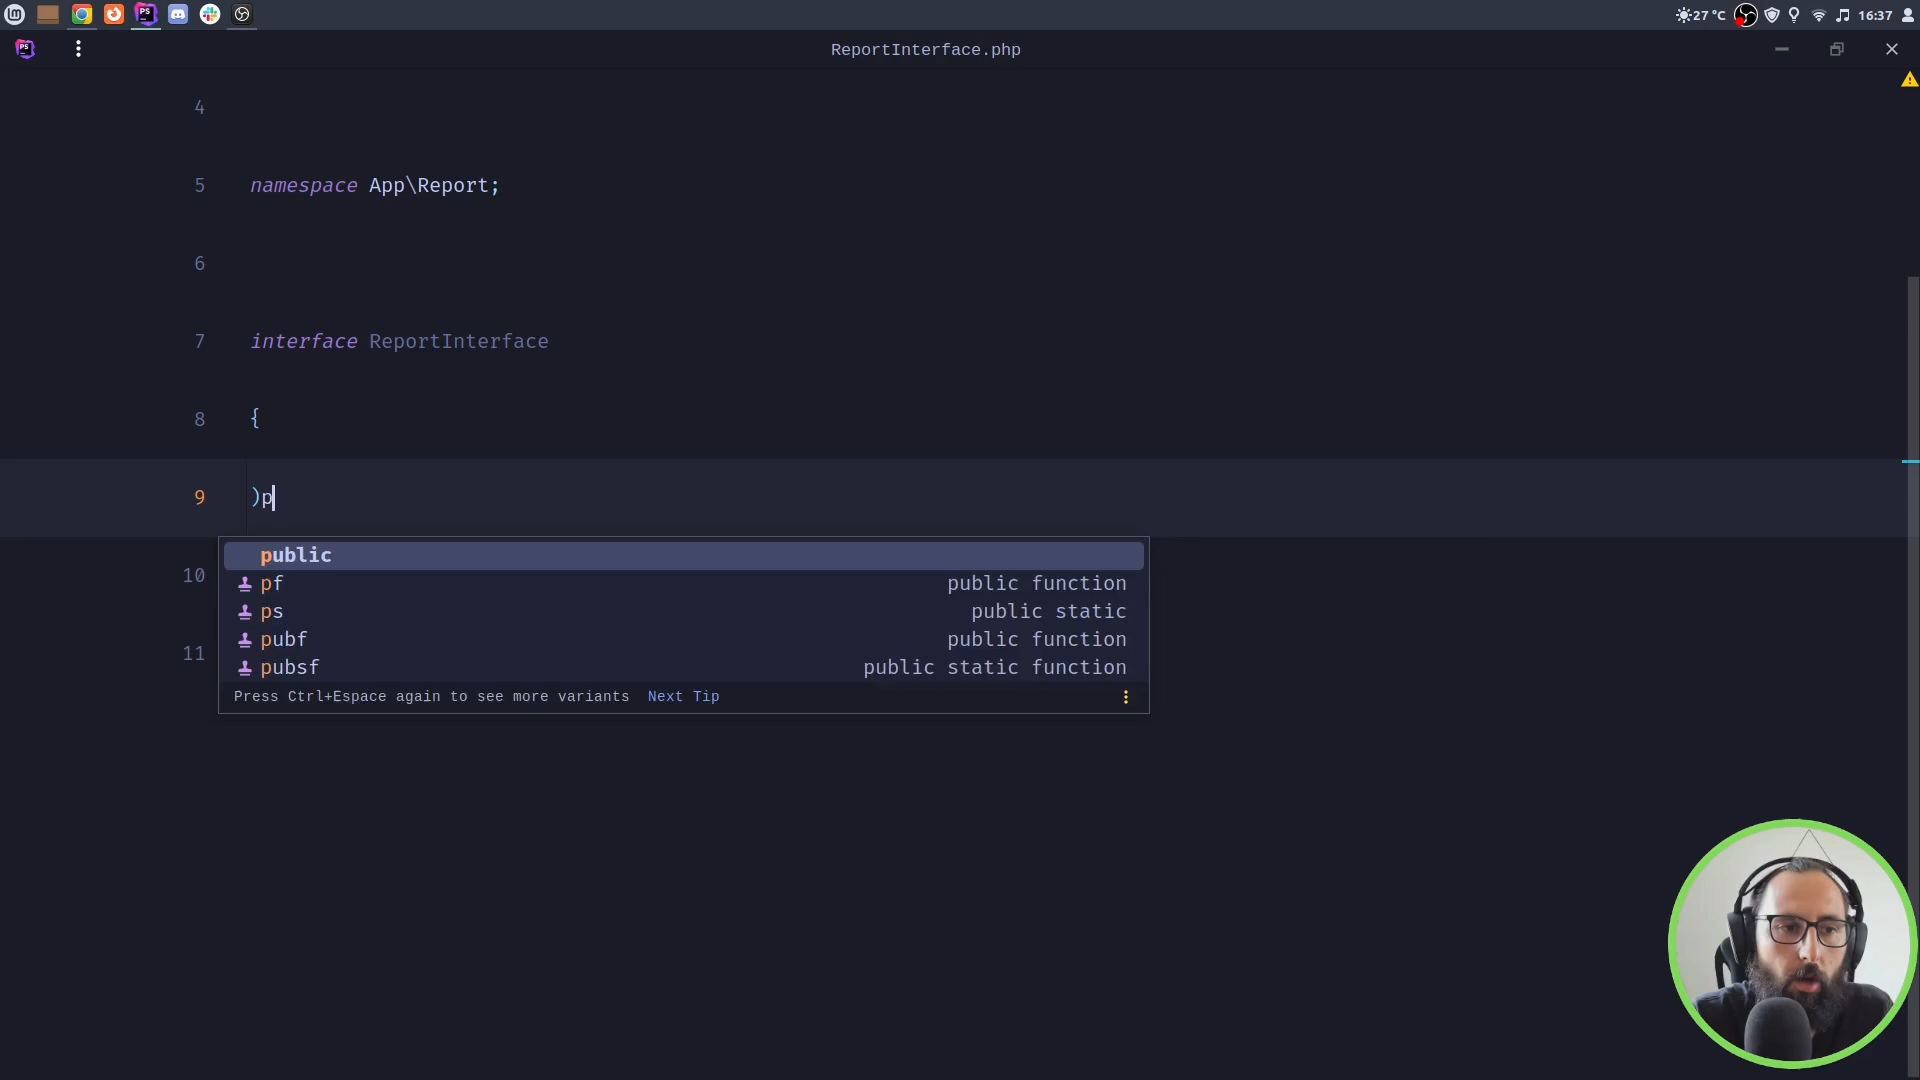 27 °C
16:37
PS
ReportInterface.php
4
5 namespace App\Report;
6
7 interface ReportInterface
8 {
9 )p
public
10 pf public function
ps public static
pubf public function
11 pubsf public static function
Press Ctrl+Espace again to see more variants Next Tip